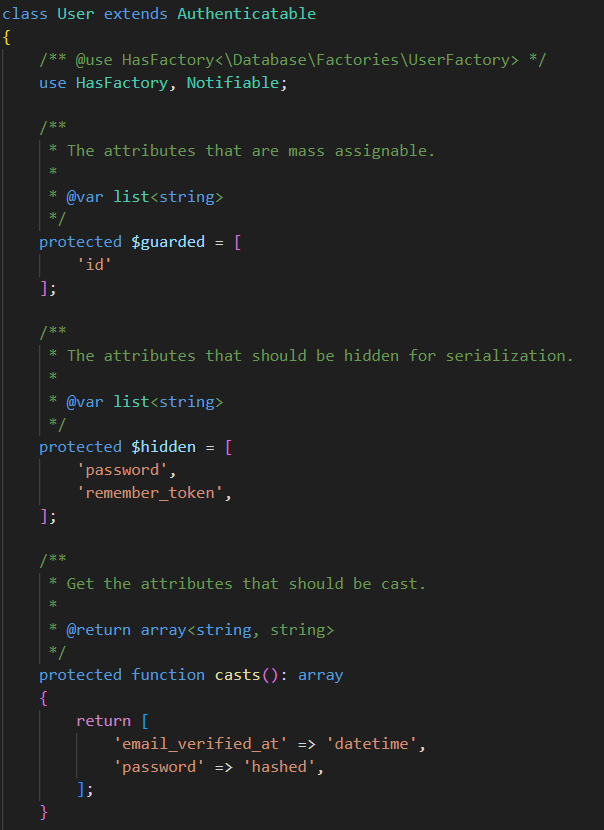 class User extends Authenticatable
{
    /** @use HasFactory<\Database\Factories\UserFactory> */
    use HasFactory, Notifiable;

    /**
     * The attributes that are mass assignable.
     *
     * @var list<string>
     */
    protected $guarded = [
        'id'
    ];

    /**
     * The attributes that should be hidden for serialization.
     *
     * @var list<string>
     */
    protected $hidden = [
        'password',
        'remember_token',
    ];

    /**
     * Get the attributes that should be cast.
     *
     * @return array<string, string>
     */
    protected function casts(): array
    {
        return [
            'email_verified_at' => 'datetime',
            'password' => 'hashed',
        ];
    }